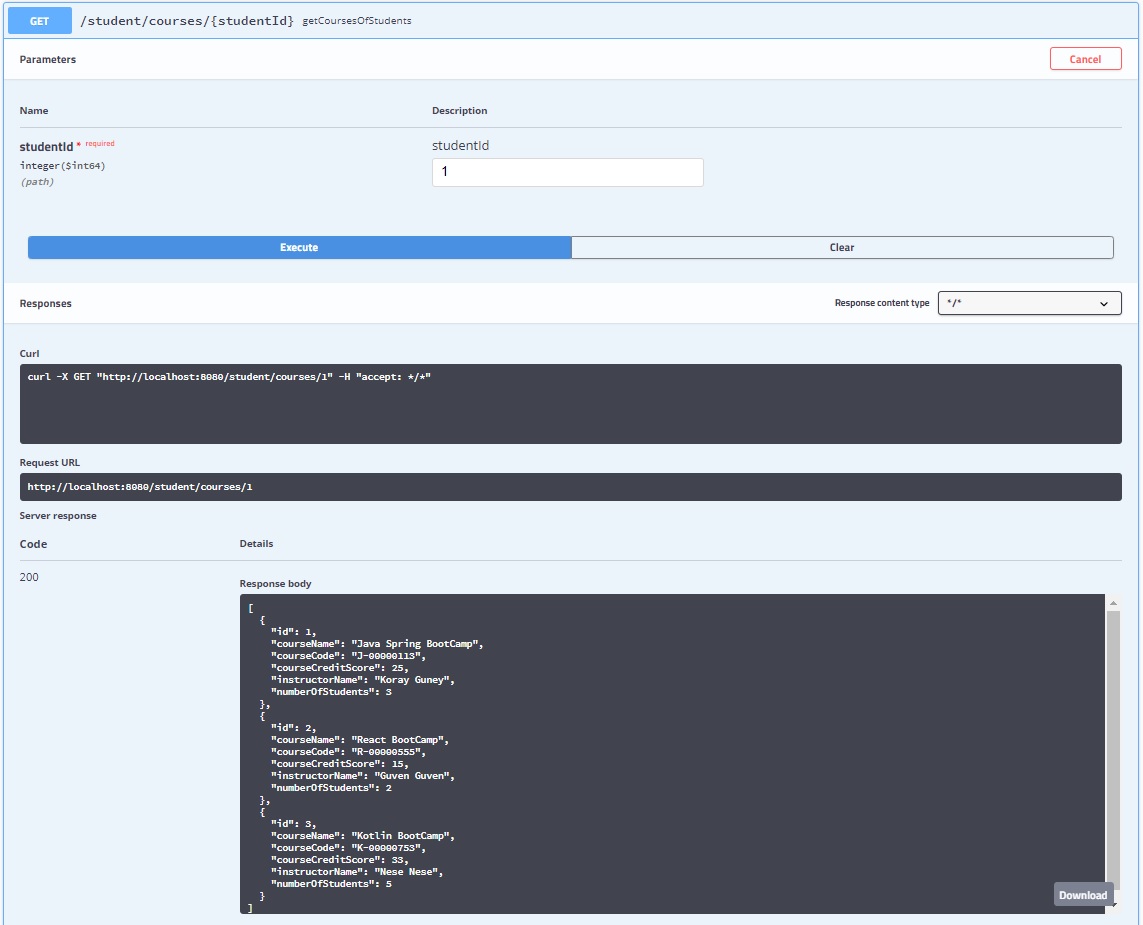 GET /student/courses/{studentId} getCoursesOfStudents
Parameters
Cancel
Name Description
studentId * required
integer($int64)
(path)
studentId
1
Execute Clear
Responses
Response content type */*
Curl
curl -X GET "http://localhost:8080/student/courses/1" -H "accept: */*"
Request URL
http://localhost:8080/student/courses/1
Server response
Code Details
200
Response body
[
  {
    "id": 1,
    "courseName": "Java Spring BootCamp",
    "courseCode": "J-00000113",
    "courseCreditScore": 25,
    "instructorName": "Koray Guney",
    "numberOfStudents": 3
  },
  {
    "id": 2,
    "courseName": "React BootCamp",
    "courseCode": "R-00000555",
    "courseCreditScore": 15,
    "instructorName": "Guven Guven",
    "numberOfStudents": 2
  },
  {
    "id": 3,
    "courseName": "Kotlin BootCamp",
    "courseCode": "K-00000753",
    "courseCreditScore": 33,
    "instructorName": "Nese Nese",
    "numberOfStudents": 5
  }
]
Download